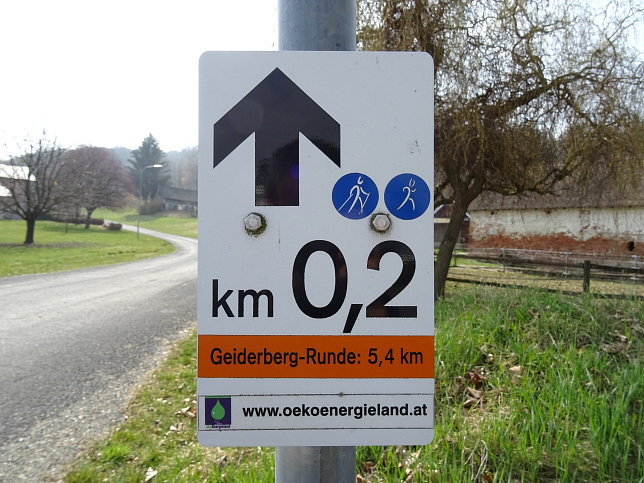 km 0,2
Geiderberg-Runde: 5,4 km
www.oekoenergieland.at